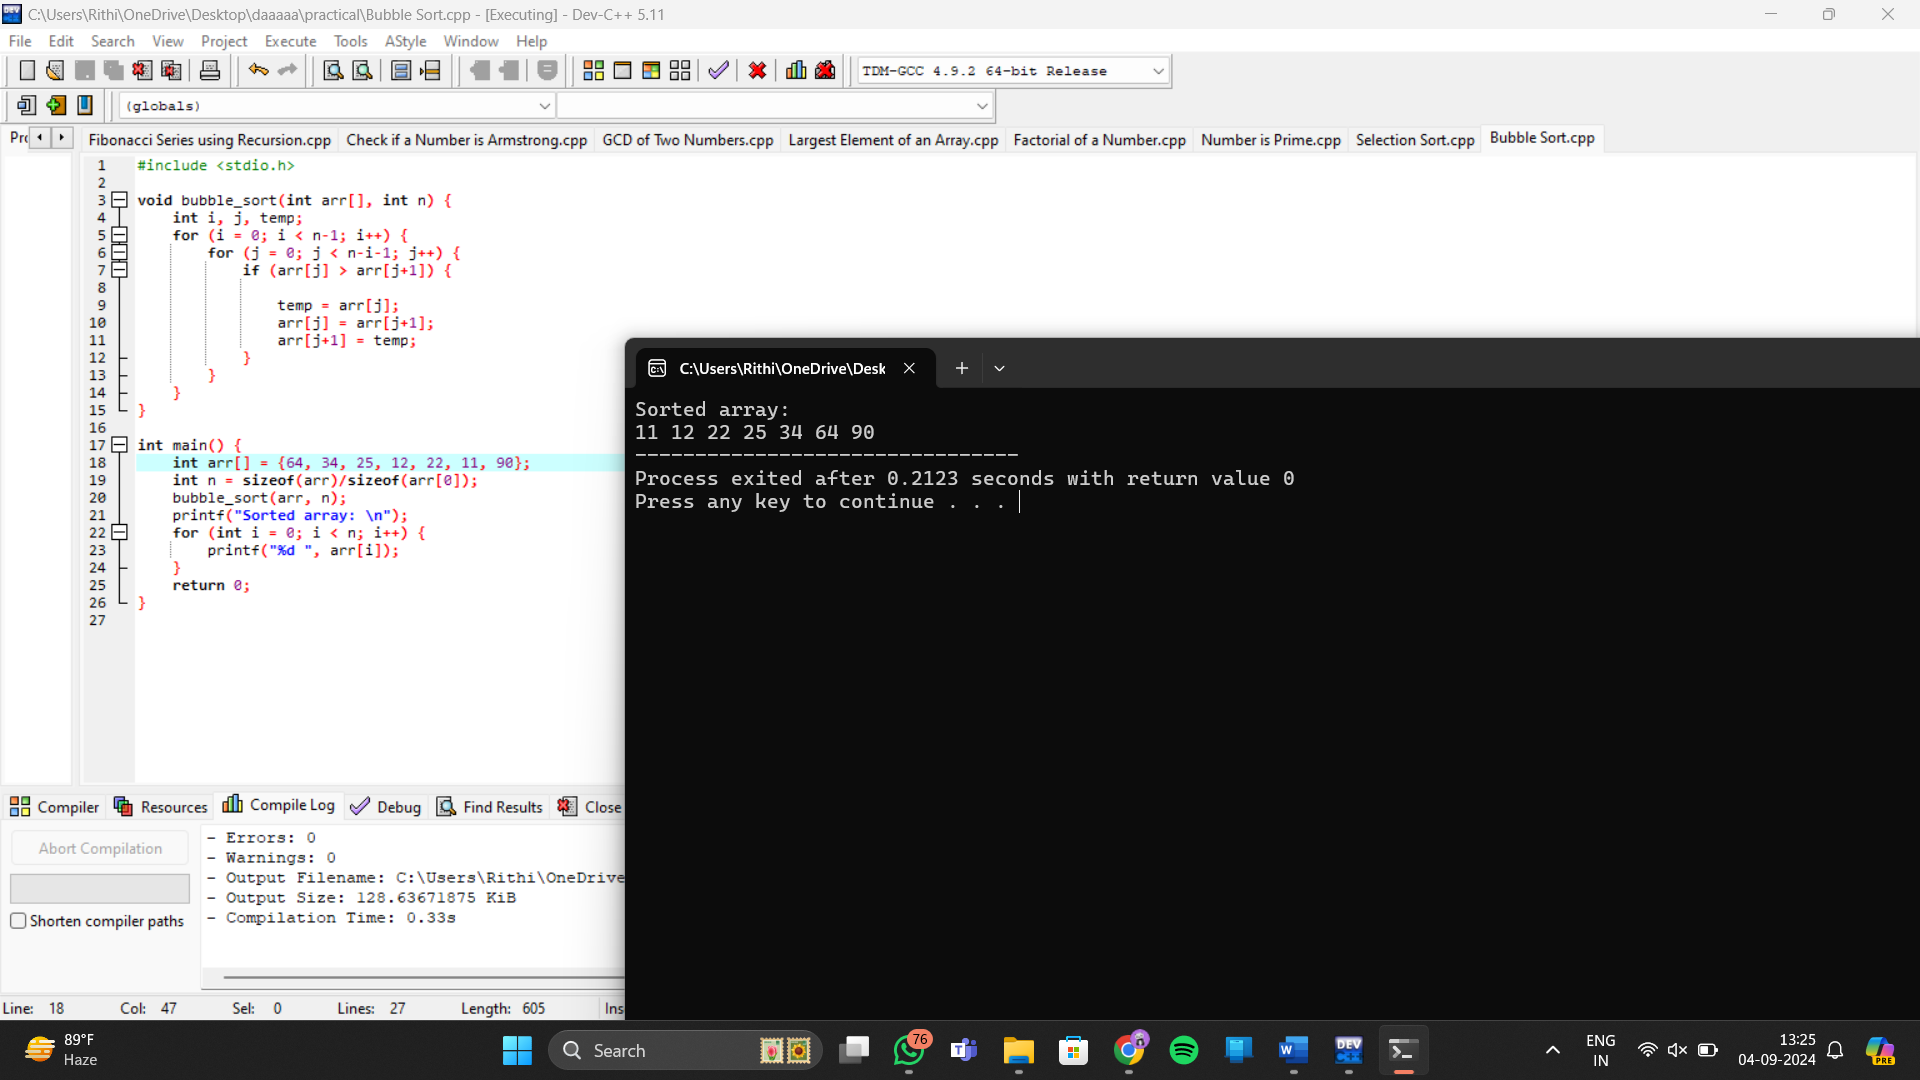 C:\Users\Rithi\OneDrive\Desktop\daaaaa\practical\Bubble Sort.cpp - [Executing] - Dev-C++ 5.11
File Edit Search View Project Execute Tools AStyle Window Help
TDM-GCC 4.9.2 64-bit Release
(globals)
Fibonacci Series using Recursion.cpp Check if a Number is Armstrong.cpp GCD of Two Numbers.cpp Largest Element of an Array.cpp Factorial of a Number.cpp Number is Prime.cpp Selection Sort.cpp Bubble Sort.cpp
1 #include <stdio.h>
2
3 void bubble_sort(int arr[], int n) {
4 int i, j, temp;
5 for (i = 0; i < n-1; i++) {
6 for (j = 0; j < n-i-1; j++) {
7 if (arr[j] > arr[j+1]) {
8
9 temp = arr[j];
10 arr[j] = arr[j+1];
11 arr[j+1] = temp;
12 }
13 }
14 }
15 }
16
17 int main() {
18 int arr[] = {64, 34, 25, 12, 22, 11, 90};
19 int n = sizeof(arr)/sizeof(arr[0]);
20 bubble_sort(arr, n);
21 printf("Sorted array: \n");
22 for (int i = 0; i < n; i++) {
23 printf("%d ", arr[i]);
24 }
25 return 0;
26 }
27
C:\Users\Rithi\OneDrive\Desk
Sorted array:
11 12 22 25 34 64 90
--------------------------------
Process exited after 0.2123 seconds with return value 0
Press any key to continue . . .
Compiler Resources Compile Log Debug Find Results Close
Abort Compilation
Shorten compiler paths
- Errors: 0
- Warnings: 0
- Output Filename: C:\Users\Rithi\OneDrive
- Output Size: 128.63671875 KiB
- Compilation Time: 0.33s
Line: 18 Col: 47 Sel: 0 Lines: 27 Length: 605 Ins
89°F
Haze
Search
76
ENG
IN
13:25
04-09-2024